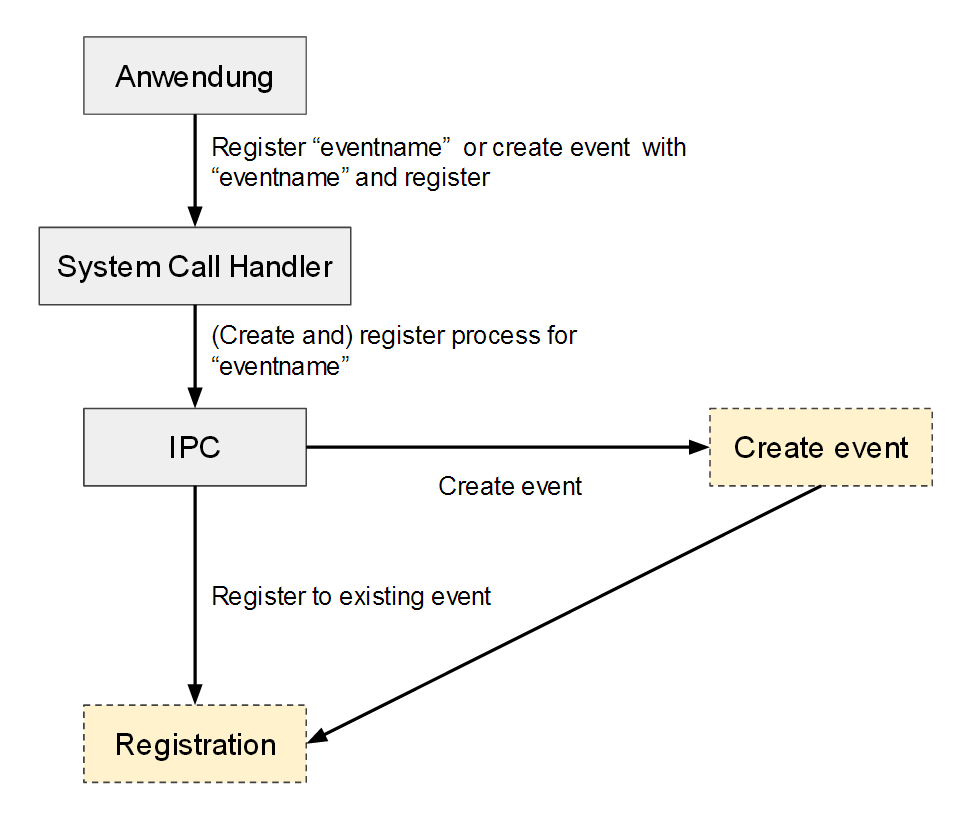 Anwendung
Register “eventname” or create event with
“eventname” and register
System Call Handler
(Create and) register process for
“eventname”
IPC
Create event
Create event
Register to existing event
Registration